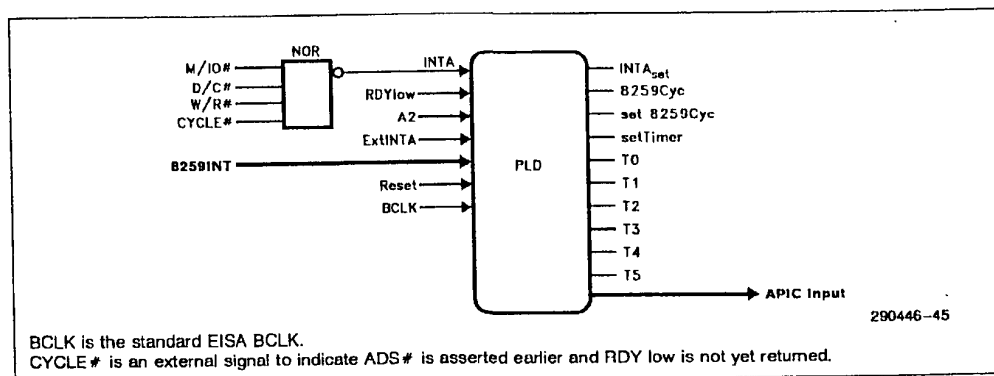 NOR
M/IO#
D/C#
W/R#
CYCLE#
INTA
RDYlow
A2
ExtINTA
8259INT
Reset
BCLK
PLD
INTAset
8259Cyc
set 8259Cyc
setTimer
T0
T1
T2
T3
T4
T5
APIC Input
290446-45
BCLK is the standard EISA BCLK.
CYCLE# is an external signal to indicate ADS# is asserted earlier and RDY low is not yet returned.